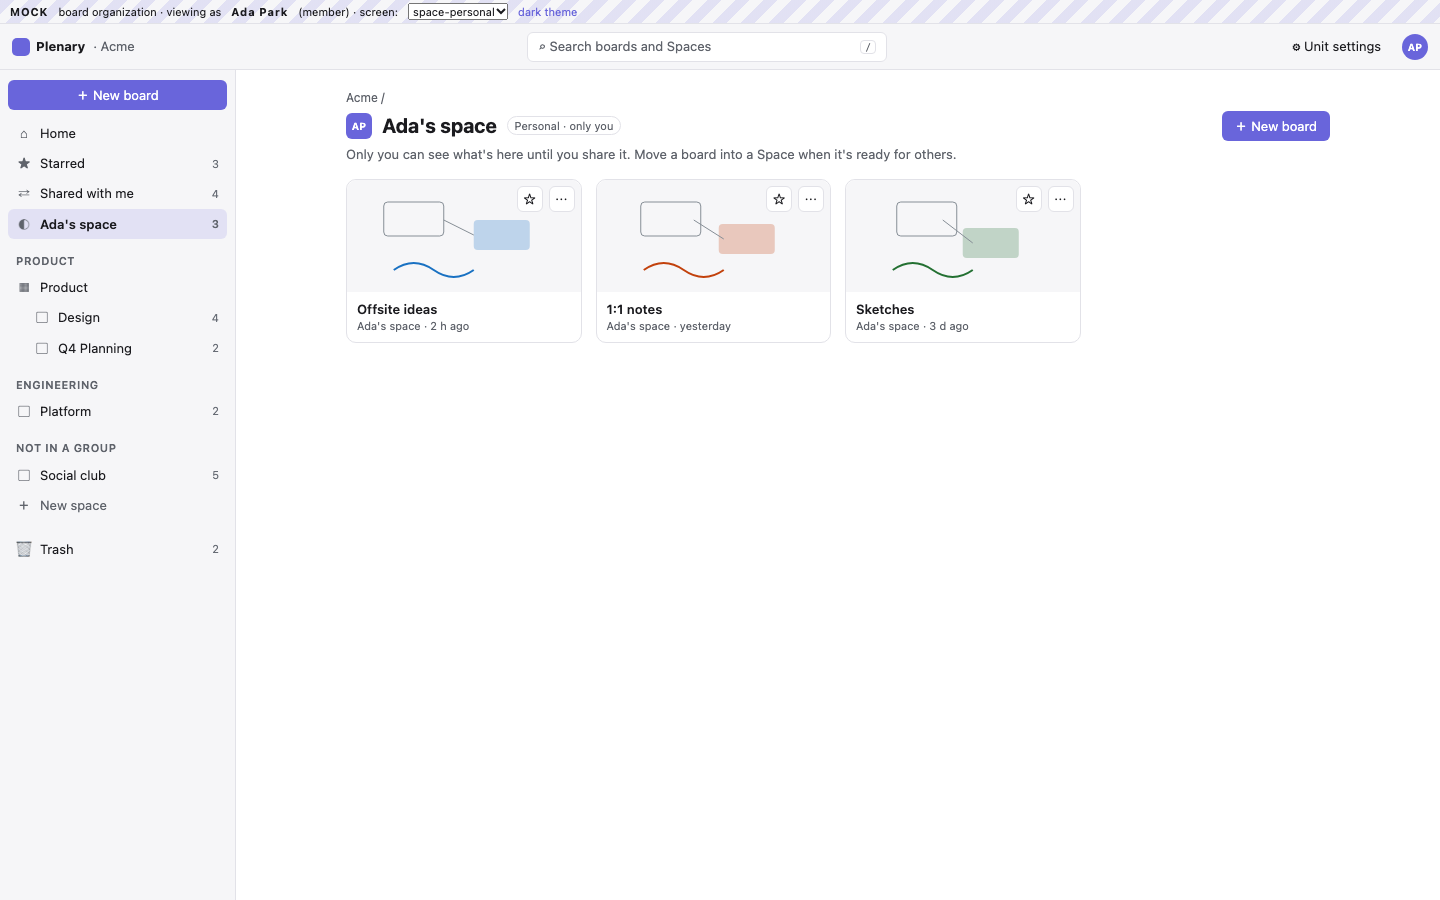 MOCK board organization · viewing as Ada Park (member) · screen: space-personal dark theme
Plenary · Acme
Search boards and Spaces /
Unit settings
AP
+ New board
Home
Starred 3
Shared with me 4
Ada's space 3
PRODUCT
Product
Design 4
Q4 Planning 2
ENGINEERING
Platform 2
NOT IN A GROUP
Social club 5
+ New space
Trash 2
Acme /
AP Ada's space Personal · only you
+ New board
Only you can see what's here until you share it. Move a board into a Space when it's ready for others.
Offsite ideas
Ada's space · 2 h ago
1:1 notes
Ada's space · yesterday
Sketches
Ada's space · 3 d ago